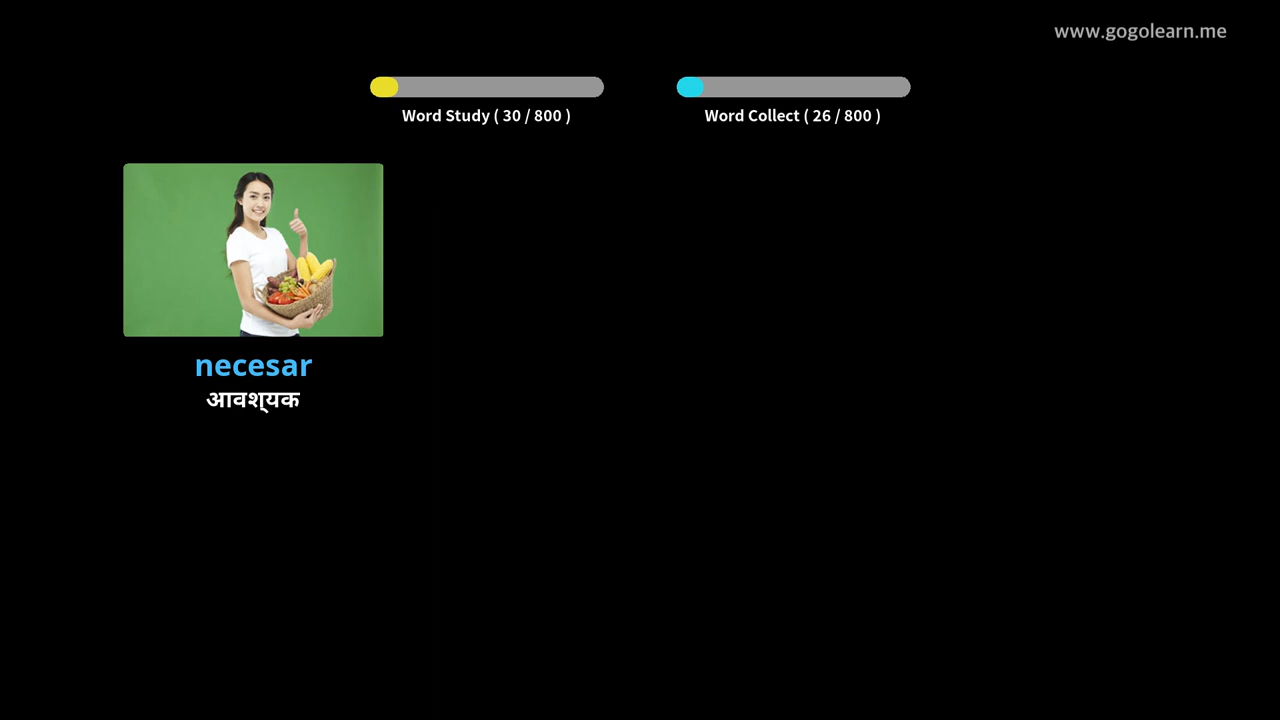 www.gogolearn.me
Word Study ( 30 / 800 )
Word Collect ( 26 / 800 )
necesar
आवश्यक